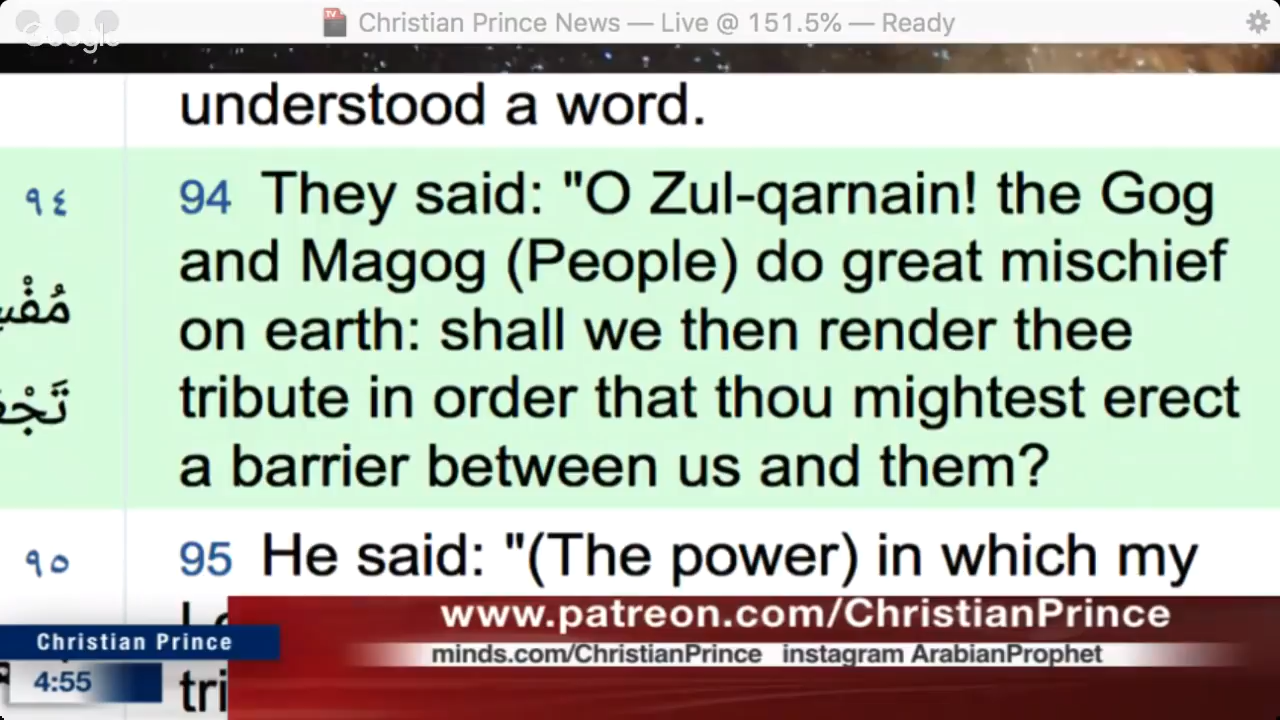 Christian Prince News — Live @ 151.5% — Ready
Google
understood a word.
٩٤
94 They said: "O Zul-qarnain! the Gog
and Magog (People) do great mischief
on earth: shall we then render thee
tribute in order that thou mightest erect
a barrier between us and them?
٩٥
95 He said: "(The power) in which my
tri
www.patreon.com/ChristianPrince
minds.com/ChristianPrince instagram ArabianProphet
Christian Prince
4:55